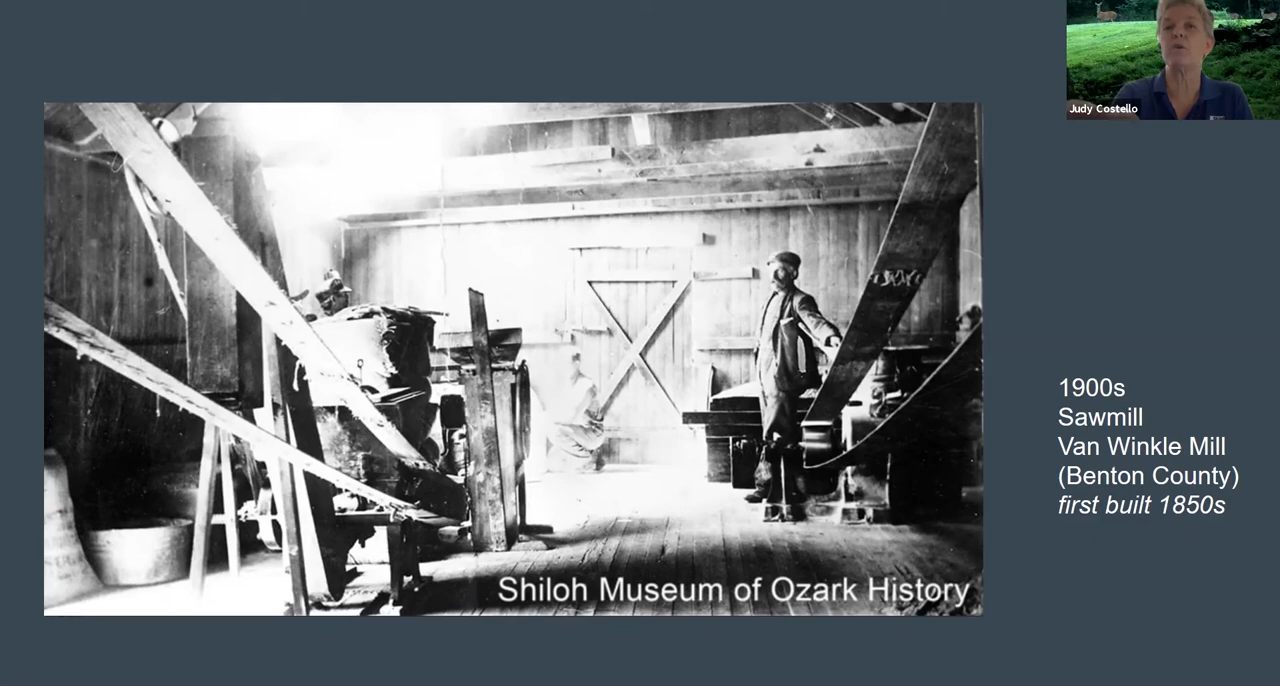 Judy Costello
1900s
Sawmill
Van Winkle Mill
(Benton County)
first built 1850s
Shiloh Museum of Ozark History